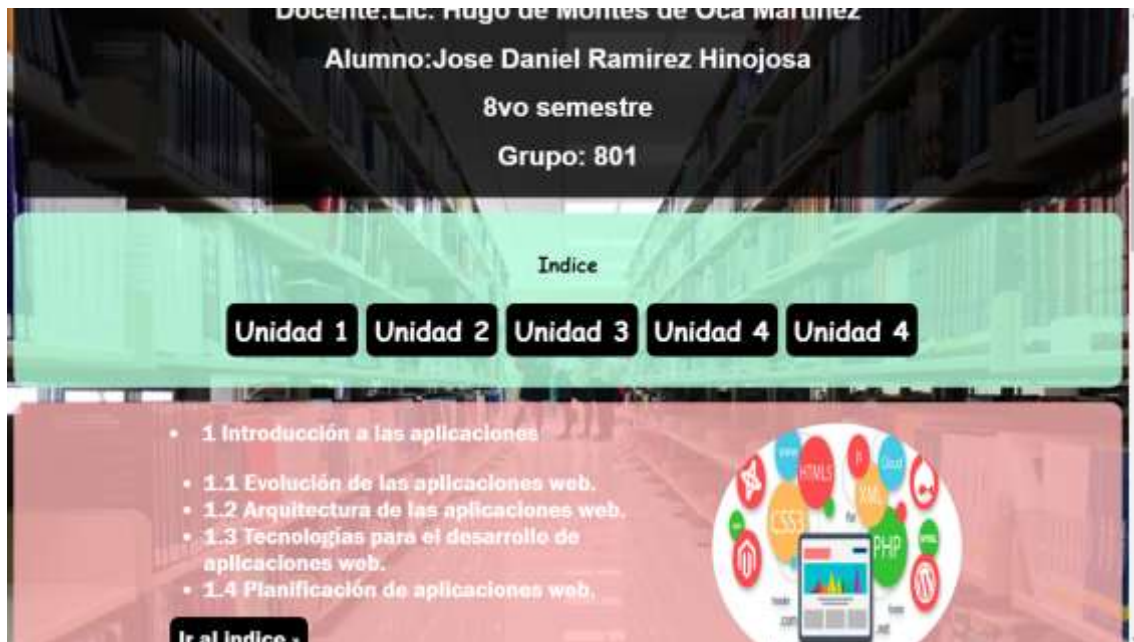 Docente:Lic. Hugo de Montes de Oca Martinez
Alumno:Jose Daniel Ramirez Hinojosa
8vo semestre
Grupo: 801
Indice
Unidad 1
Unidad 2
Unidad 3
Unidad 4
Unidad 4
• 1 Introducción a las aplicaciones
• 1.1 Evolución de las aplicaciones web.
• 1.2 Arquitectura de las aplicaciones web.
• 1.3 Tecnologías para el desarrollo de
aplicaciones web.
• 1.4 Planificación de aplicaciones web.
Ir al indice
HTML5
Cloud
XML
CSS3
PHP
.net